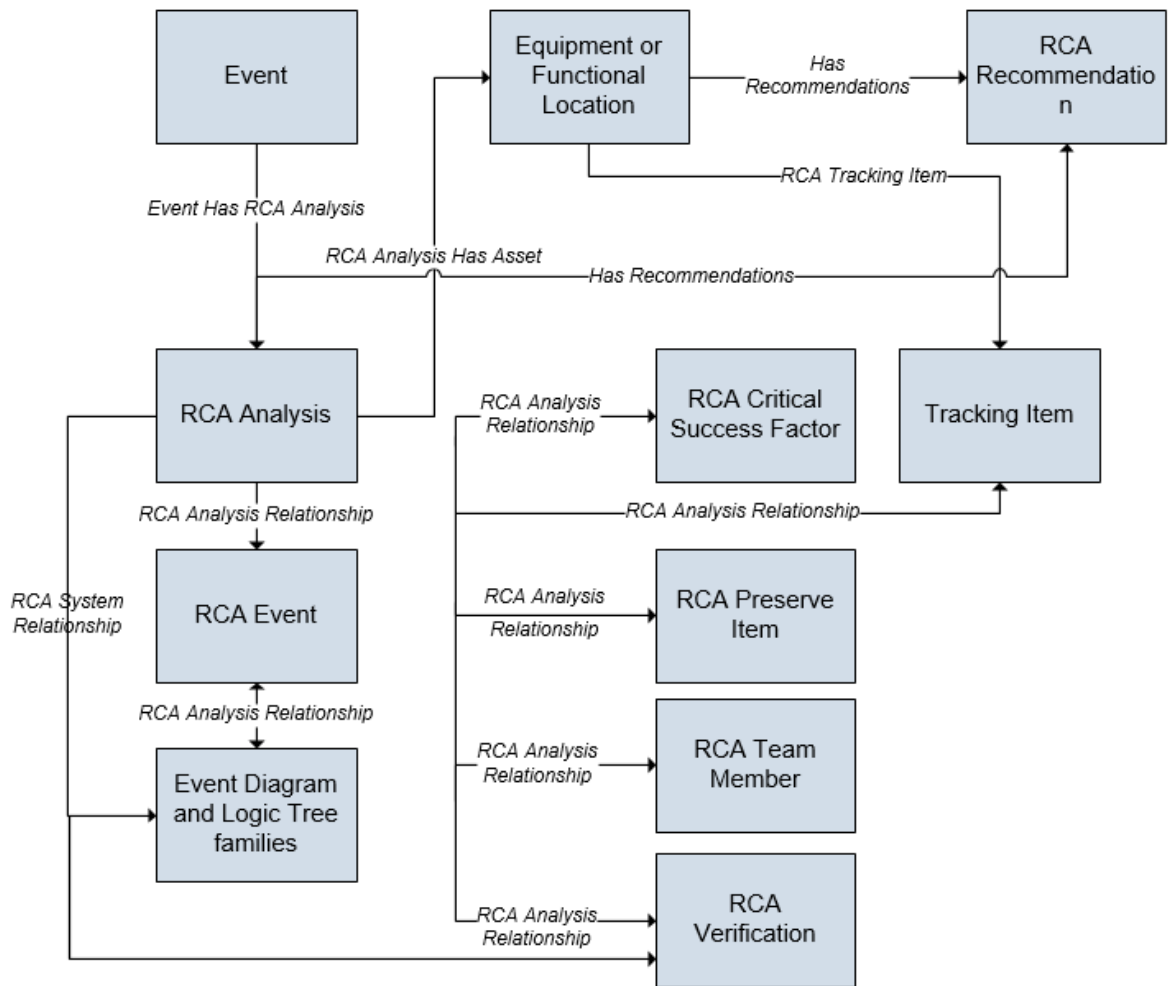 Event
Equipment or
Functional
Location
Has
Recommendations
RCA
Recommendatio
n
RCA Tracking Item
Event Has RCA Analysis
RCA Analysis Has Asset
Has Recommendations
RCA Analysis
RCA Analysis
Relationship
RCA Critical
Success Factor
Tracking Item
RCA Analysis Relationship
RCA Analysis Relationship
RCA System
Relationship
RCA Event
RCA Analysis
Relationship
RCA Preserve
Item
RCA Analysis Relationship
Event Diagram
and Logic Tree
families
RCA Analysis
Relationship
RCA Team
Member
RCA Analysis
Relationship
RCA
Verification